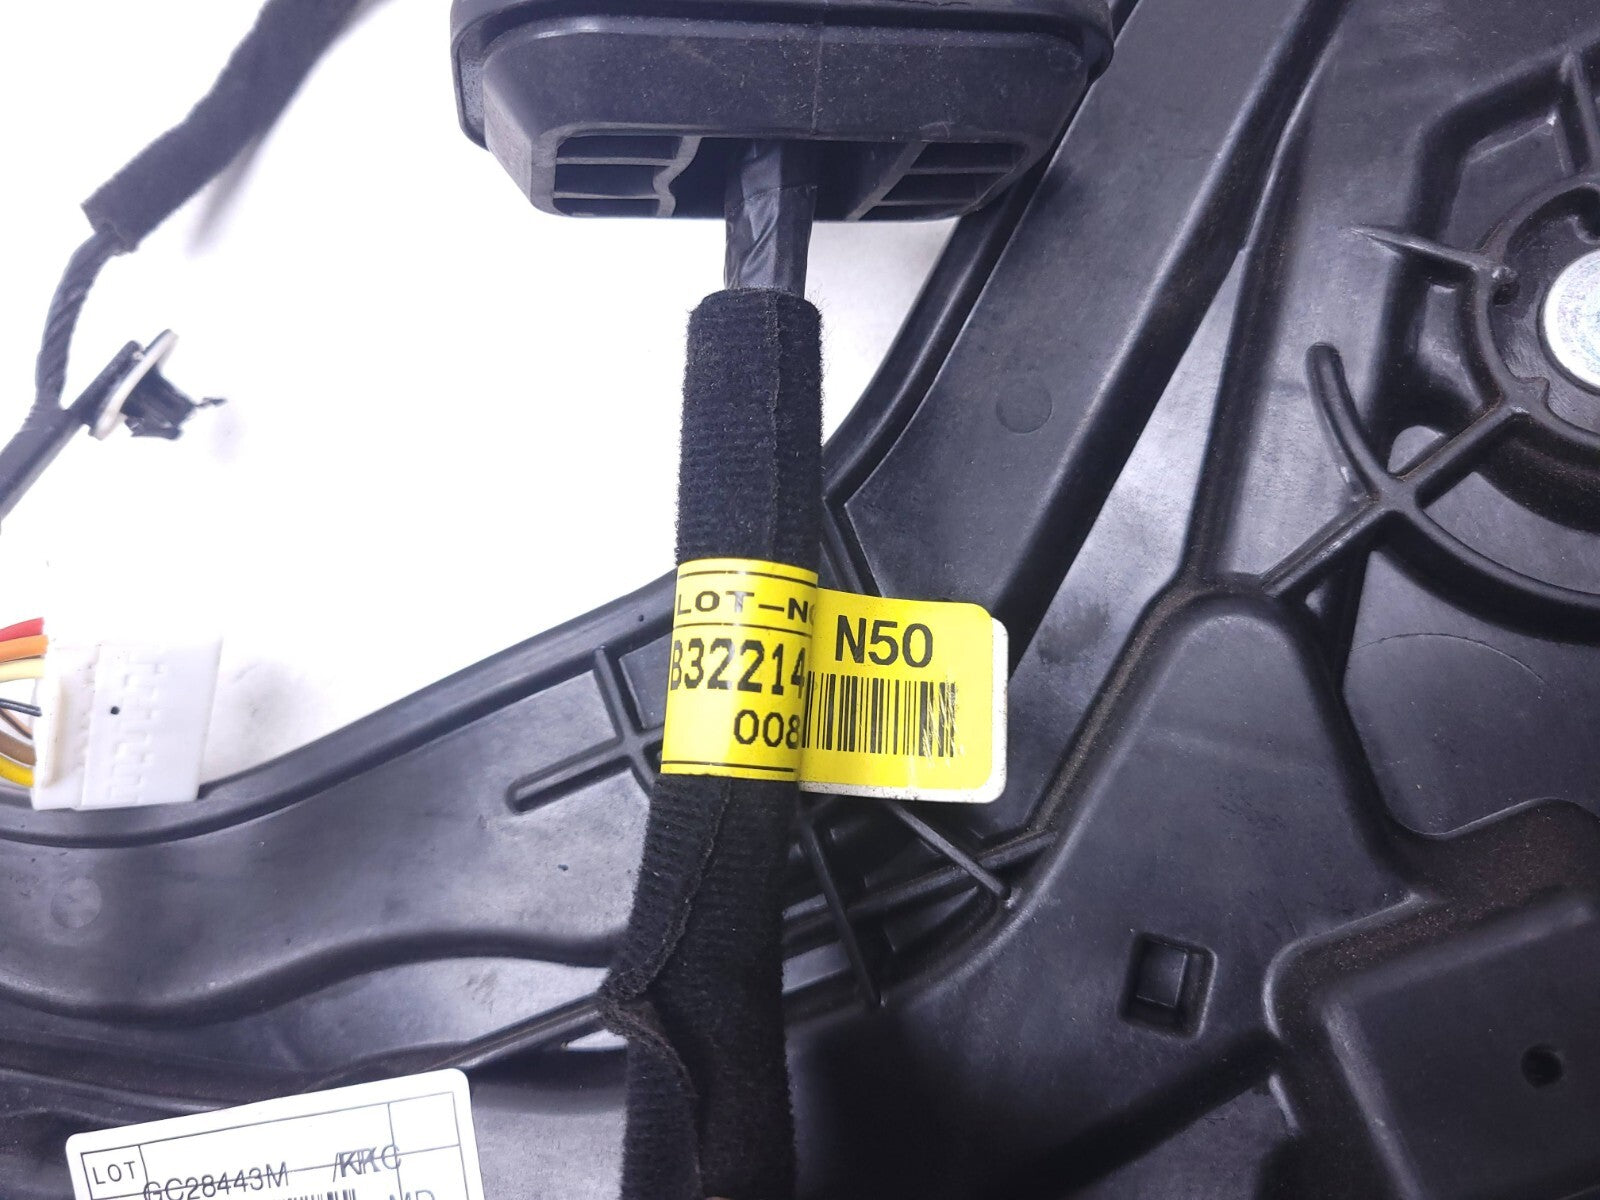 LOT-NO
N50
B32214
008
LOT
GC28443M